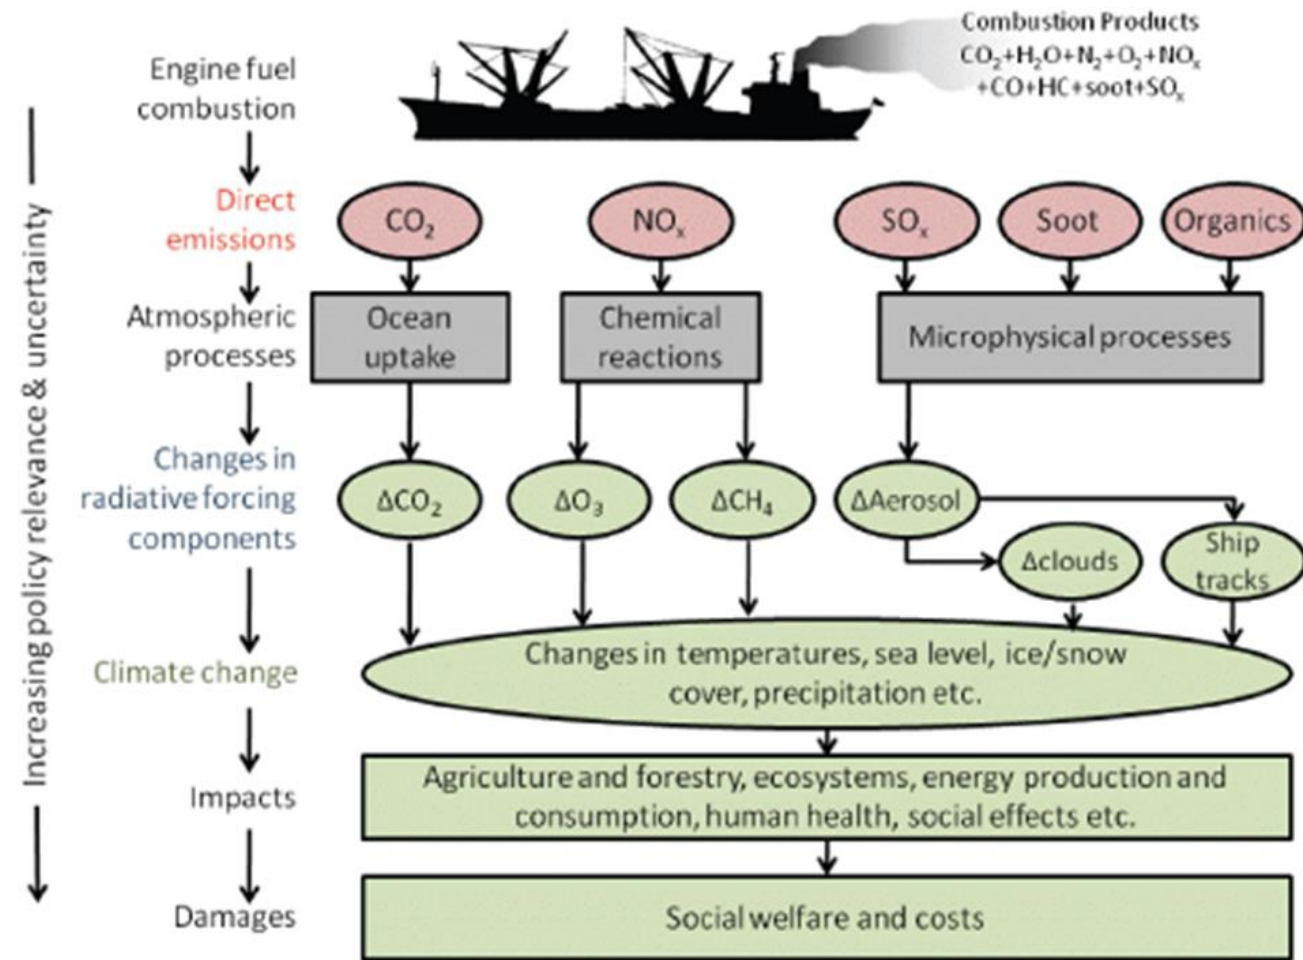 Combustion Products
CO₂+H₂O+N₂+O₂+NOₓ
+CO+HC+soot+SOₓ
Engine fuel
combustion
Increasing policy relevance & uncertainty
Direct
emissions
CO₂
NOₓ
SOₓ
Soot
Organics
Atmospheric
processes
Ocean
uptake
Chemical
reactions
Microphysical processes
Changes in
radiative forcing
components
ΔCO₂
ΔO₃
ΔCH₄
ΔAerosol
Δclouds
Ship
tracks
Climate change
Changes in temperatures, sea level, ice/snow
cover, precipitation etc.
Impacts
Agriculture and forestry, ecosystems, energy production and
consumption, human health, social effects etc.
Damages
Social welfare and costs